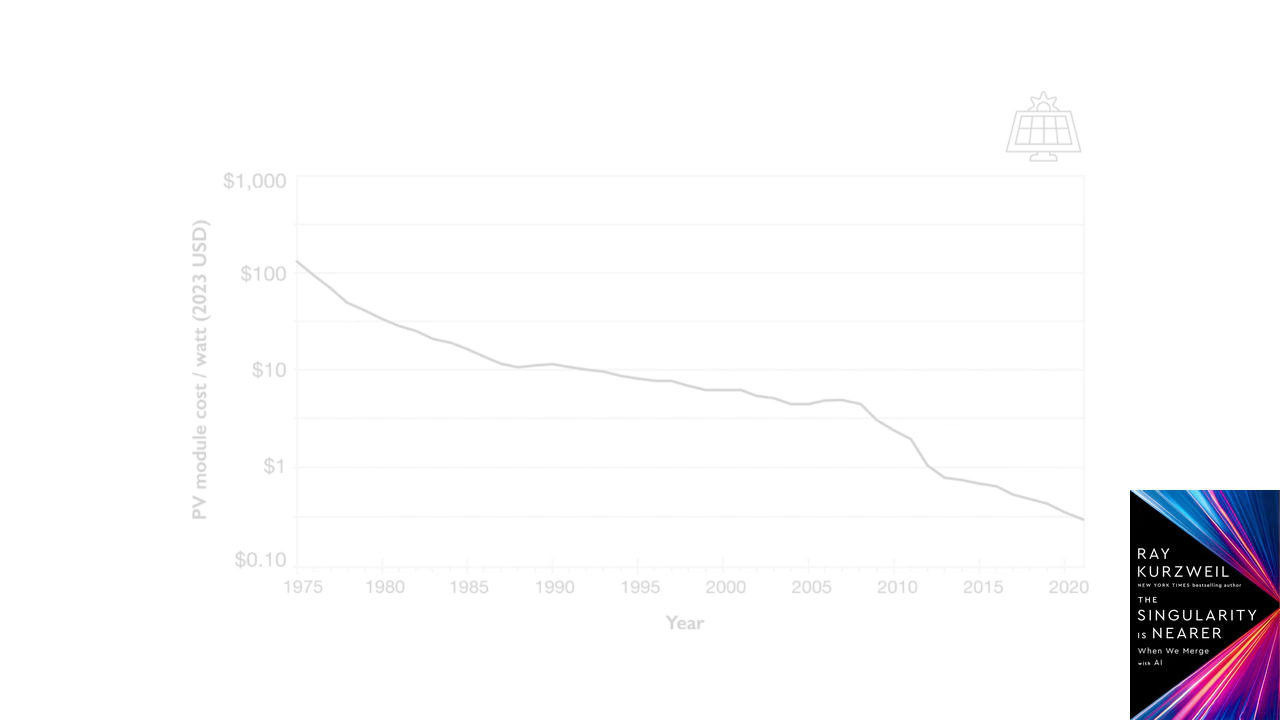 $1,000
$100
$10
$1
$0.10
PV module cost / watt (2023 USD)
1975 1980 1985 1990 1995 2000 2005 2010 2015 2020
Year
RAY
KURZWEIL
NEW YORK TIMES bestselling author
THE
SINGULARITY
IS NEARER
When We Merge
with AI